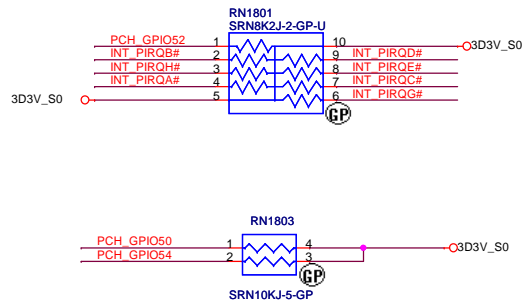 RN1801
SRN8K2J-2-GP-U
PCH_GPIO52 1 10 3D3V_S0
INT_PIRQB# 2 9 INT_PIRQD#
INT_PIRQH# 3 8 INT_PIRQE#
INT_PIRQA# 4 7 INT_PIRQC#
3D3V_S0 5 6 INT_PIRQG#
GP
RN1803
PCH_GPIO50 1 4 3D3V_S0
PCH_GPIO54 2 3
GP
SRN10KJ-5-GP